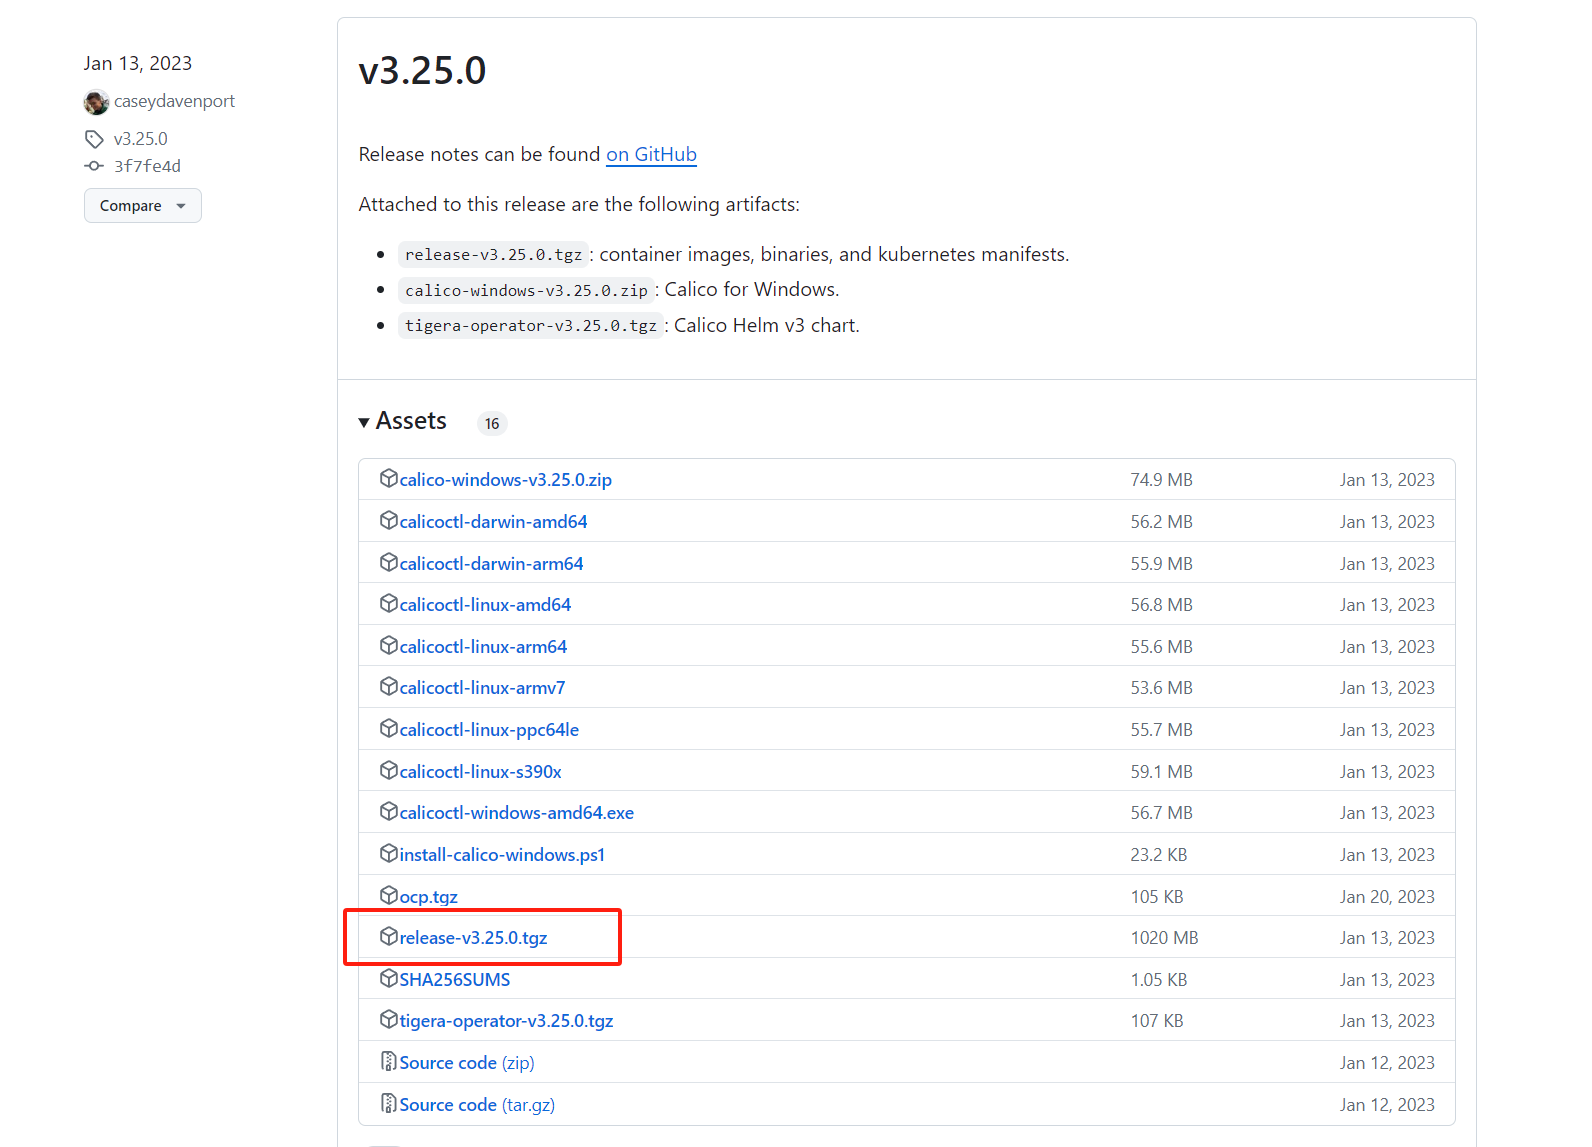 Jan 13, 2023
caseydavenport
v3.25.0
3f7fe4d
Compare
v3.25.0
Release notes can be found on GitHub
Attached to this release are the following artifacts:
release-v3.25.0.tgz: container images, binaries, and kubernetes manifests.
calico-windows-v3.25.0.zip: Calico for Windows.
tigera-operator-v3.25.0.tgz: Calico Helm v3 chart.
Assets 16
calico-windows-v3.25.0.zip 74.9 MB Jan 13, 2023
calicoctl-darwin-amd64 56.2 MB Jan 13, 2023
calicoctl-darwin-arm64 55.9 MB Jan 13, 2023
calicoctl-linux-amd64 56.8 MB Jan 13, 2023
calicoctl-linux-arm64 55.6 MB Jan 13, 2023
calicoctl-linux-armv7 53.6 MB Jan 13, 2023
calicoctl-linux-ppc64le 55.7 MB Jan 13, 2023
calicoctl-linux-s390x 59.1 MB Jan 13, 2023
calicoctl-windows-amd64.exe 56.7 MB Jan 13, 2023
install-calico-windows.ps1 23.2 KB Jan 13, 2023
ocp.tgz 105 KB Jan 20, 2023
release-v3.25.0.tgz 1020 MB Jan 13, 2023
SHA256SUMS 1.05 KB Jan 13, 2023
tigera-operator-v3.25.0.tgz 107 KB Jan 13, 2023
Source code (zip) Jan 12, 2023
Source code (tar.gz) Jan 12, 2023